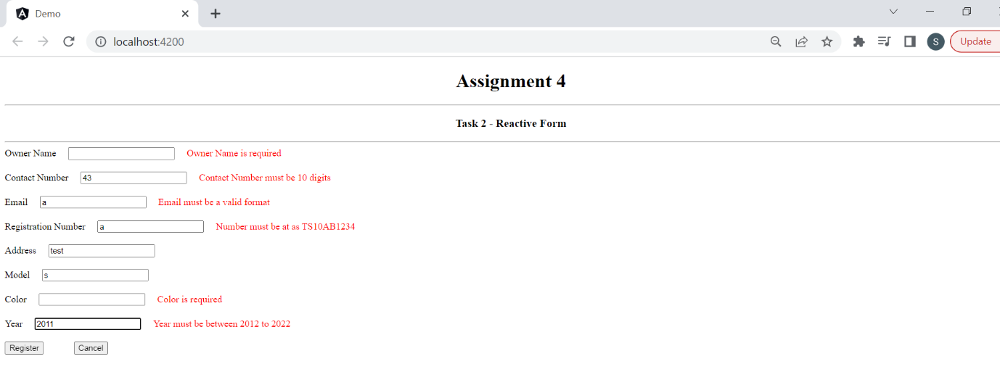 Demo
localhost:4200
S
Update
Assignment 4
Task 2 - Reactive Form
Owner Name Owner Name is required
Contact Number 43 Contact Number must be 10 digits
Email a Email must be a valid format
Registration Number a Number must be at as TS10AB1234
Address test
Model s
Color Color is required
Year 2011 Year must be between 2012 to 2022
Register Cancel